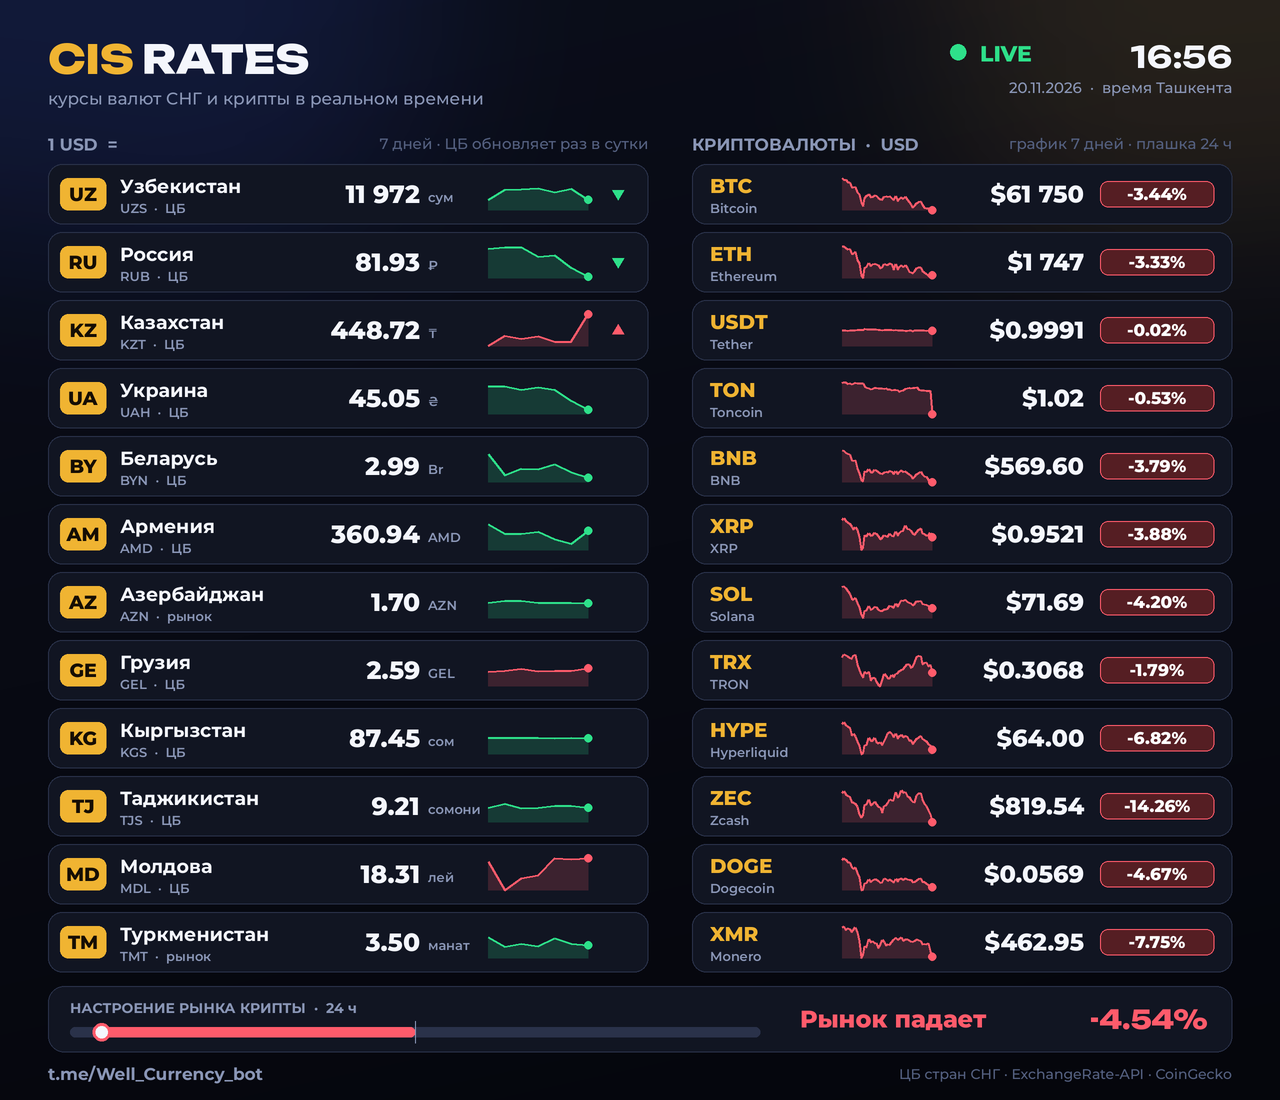 CIS RATES
курсы валют СНГ и крипты в реальном времени
LIVE
16:56
20.11.2026 · время Ташкента
1 USD =
7 дней · ЦБ обновляет раз в сутки
UZ
Узбекистан
UZS · ЦБ
11 972 сум
RU
Россия
RUB · ЦБ
81.93 ₽
KZ
Казахстан
KZT · ЦБ
448.72 ₸
UA
Украина
UAH · ЦБ
45.05 ₴
BY
Беларусь
BYN · ЦБ
2.99 Br
AM
Армения
AMD · ЦБ
360.94 AMD
AZ
Азербайджан
AZN · рынок
1.70 AZN
GE
Грузия
GEL · ЦБ
2.59 GEL
KG
Кыргызстан
KGS · ЦБ
87.45 сом
TJ
Таджикистан
TJS · ЦБ
9.21 сомони
MD
Молдова
MDL · ЦБ
18.31 лей
TM
Туркменистан
TMT · рынок
3.50 манат
КРИПТОВАЛЮТЫ · USD
график 7 дней · плашка 24 ч
BTC
Bitcoin
$61 750
-3.44%
ETH
Ethereum
$1 747
-3.33%
USDT
Tether
$0.9991
-0.02%
TON
Toncoin
$1.02
-0.53%
BNB
BNB
$569.60
-3.79%
XRP
XRP
$0.9521
-3.88%
SOL
Solana
$71.69
-4.20%
TRX
TRON
$0.3068
-1.79%
HYPE
Hyperliquid
$64.00
-6.82%
ZEC
Zcash
$819.54
-14.26%
DOGE
Dogecoin
$0.0569
-4.67%
XMR
Monero
$462.95
-7.75%
НАСТРОЕНИЕ РЫНКА КРИПТЫ · 24 ч
Рынок падает
-4.54%
t.me/Well_Currency_bot
ЦБ стран СНГ · ExchangeRate-API · CoinGecko